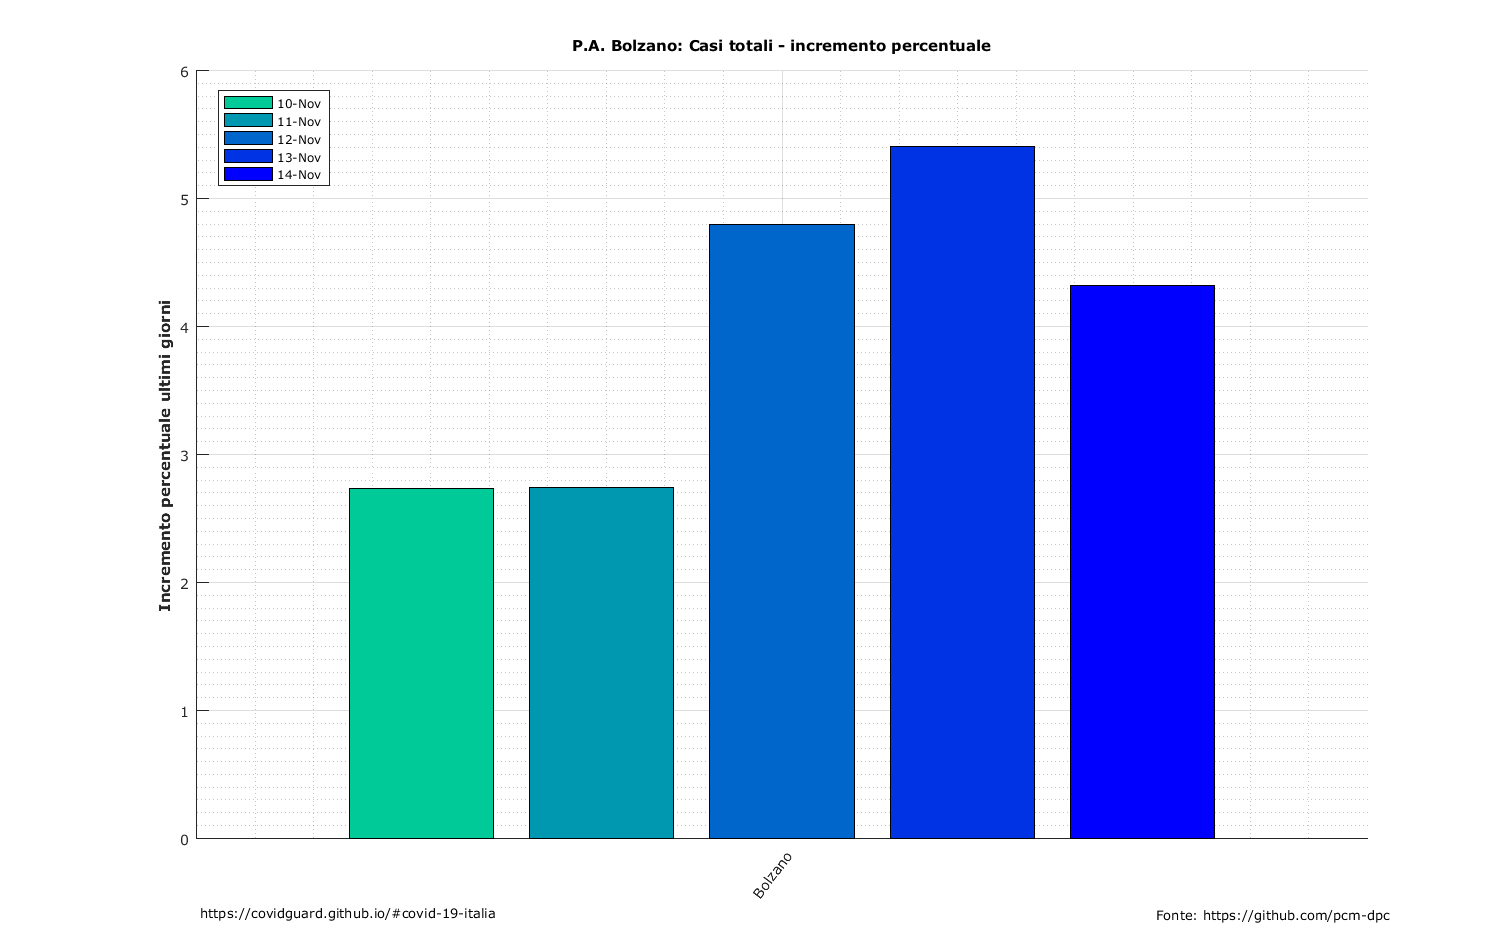 P.A. Bolzano: Casi totali - incremento percentuale
6
5
4
3
2
1
0
Incremento percentuale ultimi giorni
10-Nov
11-Nov
12-Nov
13-Nov
14-Nov
Bolzano
https://covidguard.github.io/#covid-19-italia
Fonte: https://github.com/pcm-dpc